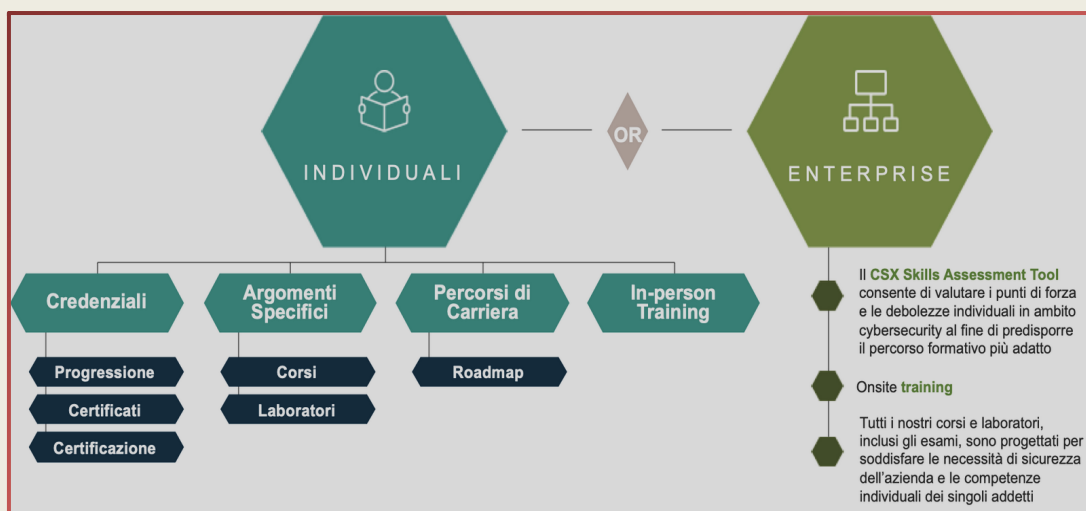 INDIVIDUALI
OR
ENTERPRISE
Credenziali
Progressione
Certificati
Certificazione
Argomenti
Specifici
Corsi
Laboratori
Percorsi di
Carriera
Roadmap
In-person
Training
Il CSX Skills Assessment Tool
consente di valutare i punti di forza
e le debolezze individuali in ambito
cybersecurity al fine di predisporre
il percorso formativo più adatto
Onsite training
Tutti i nostri corsi e laboratori,
inclusi gli esami, sono progettati per
soddisfare le necessità di sicurezza
dell'azienda e le competenze
individuali dei singoli addetti